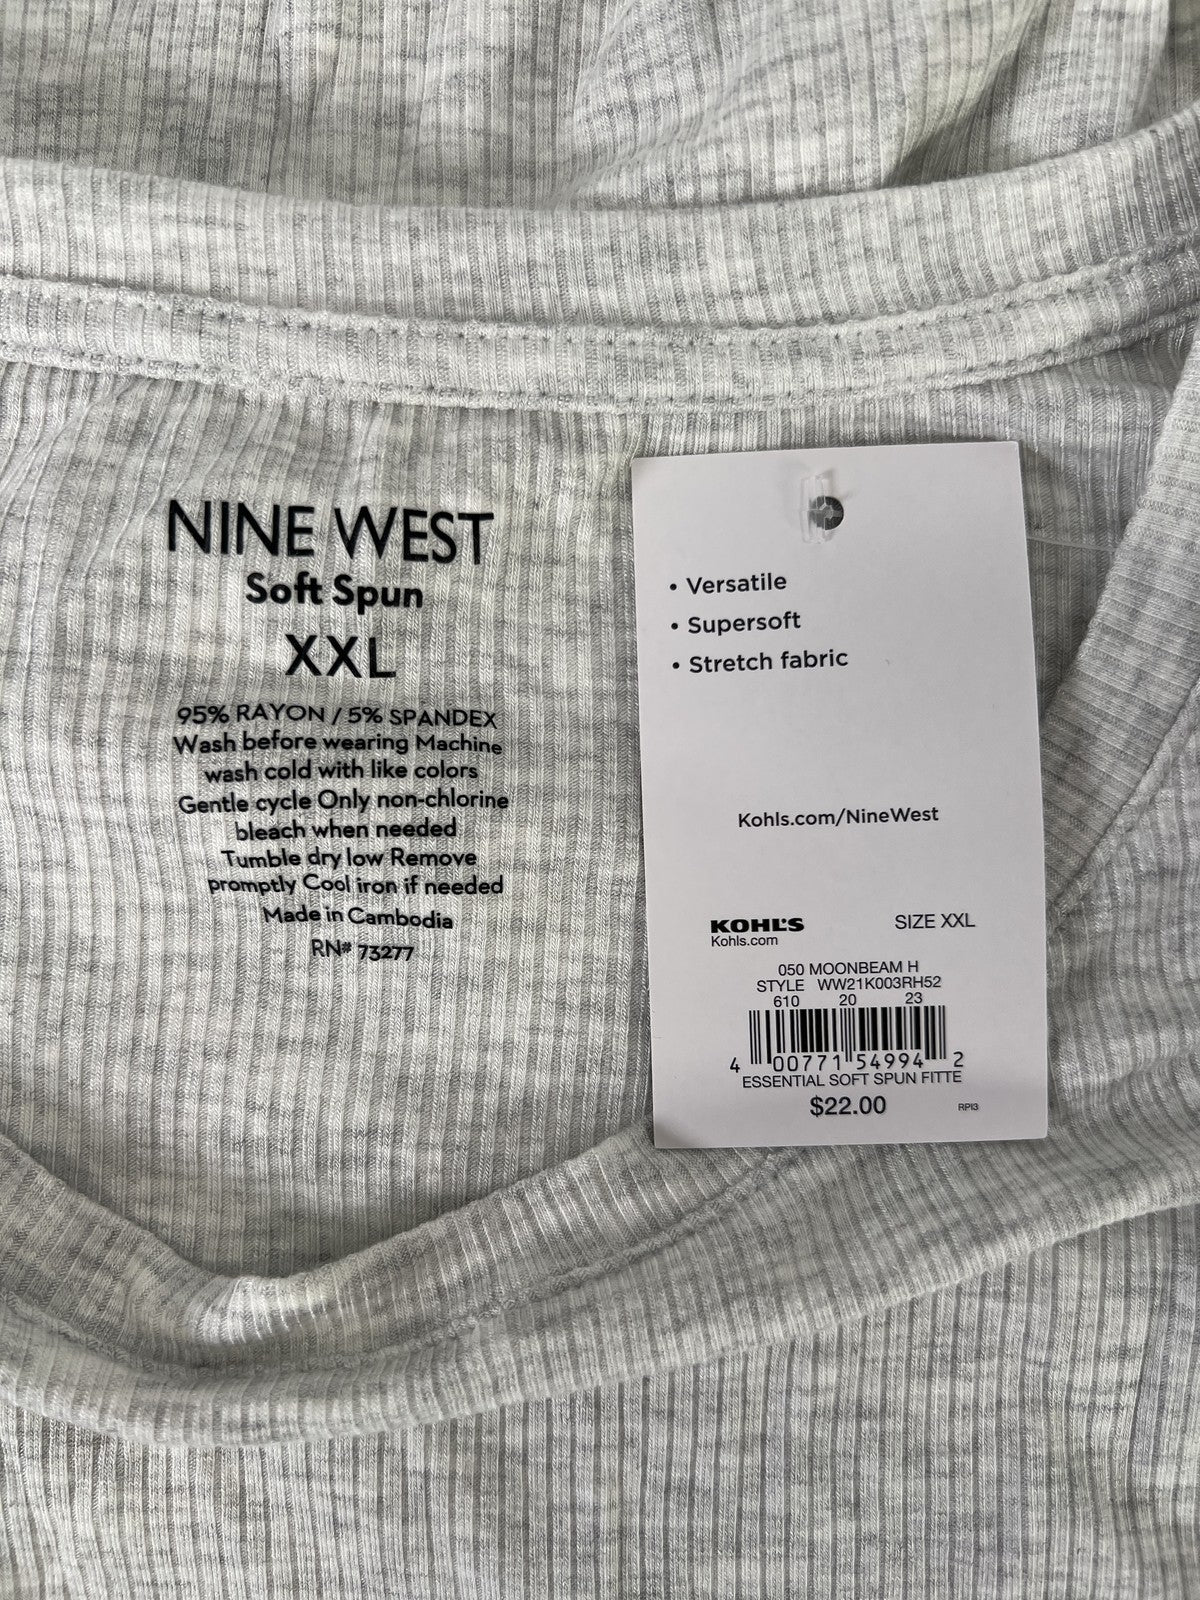 NINE WEST
Soft Spun
XXL
95% RAYON / 5% SPANDEX
Wash before wearing Machine
wash cold with like colors
Gentle cycle Only non-chlorine
bleach when needed
Tumble dry low Remove
promptly Cool iron if needed
Made in Cambodia
RN# 73277
• Versatile
• Supersoft
• Stretch fabric
Kohls.com/NineWest
KOHL'S SIZE XXL
Kohls.com
050 MOONBEAM H
STYLE WW21K003RH52
610 20 23
4 00771 54994 2
ESSENTIAL SOFT SPUN FITTE
$22.00 RPI3